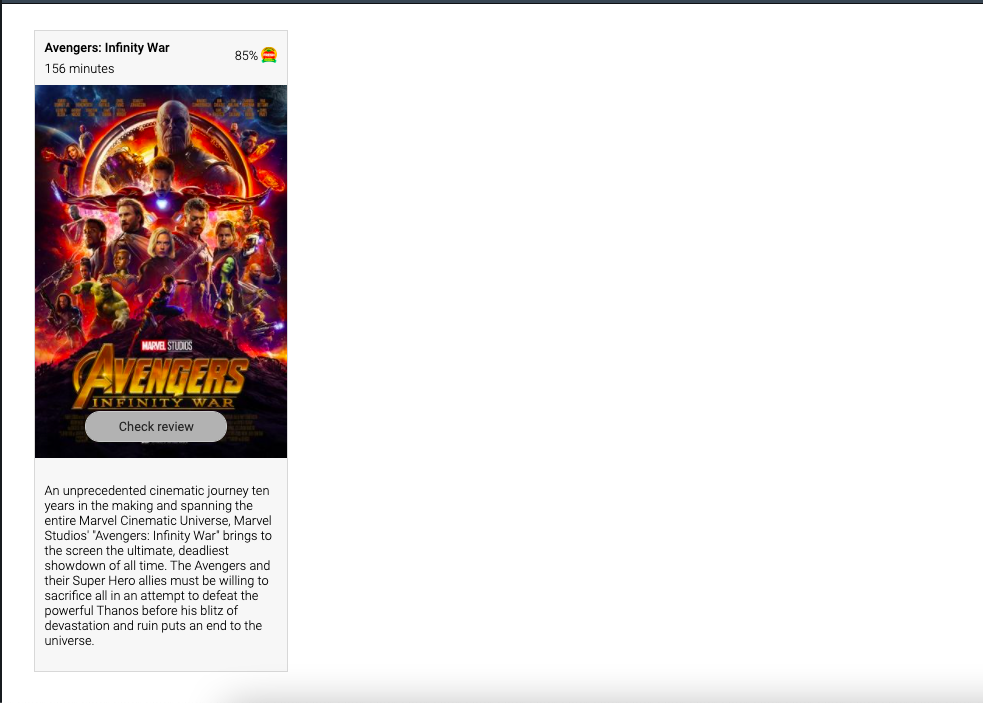 Avengers: Infinity War
85%
156 minutes
MARVEL STUDIOS
AVENGERS
INFINITY WAR
Check review
An unprecedented cinematic journey ten
years in the making and spanning the
entire Marvel Cinematic Universe, Marvel
Studios' "Avengers: Infinity War" brings to
the screen the ultimate, deadliest
showdown of all time. The Avengers and
their Super Hero allies must be willing to
sacrifice all in an attempt to defeat the
powerful Thanos before his blitz of
devastation and ruin puts an end to the
universe.